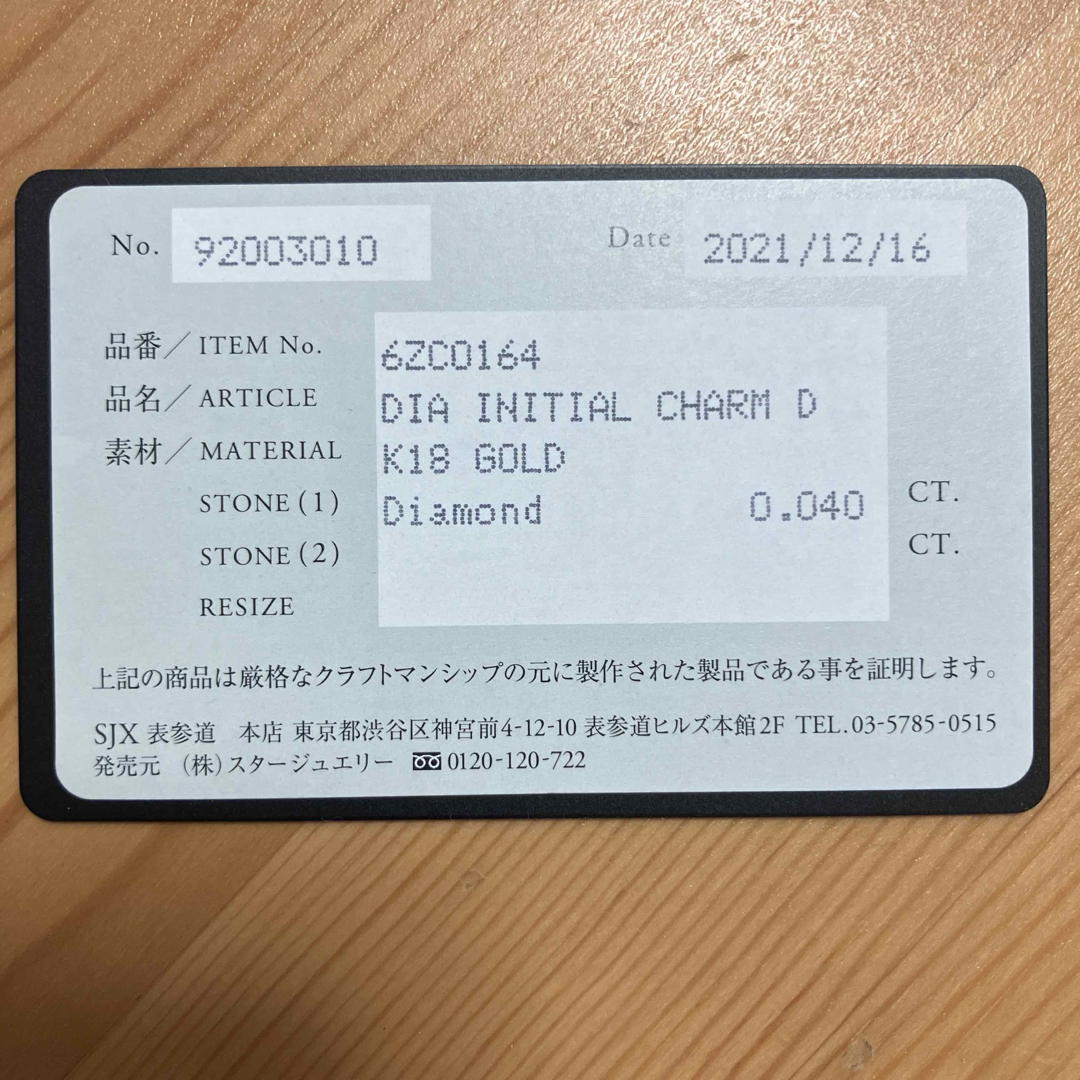 No. 92003010 Date 2021/12/16
品番／ITEM No. 6ZC0164
品名／ARTICLE DIA INITIAL CHARM D
素材／MATERIAL K18 GOLD
STONE (1) Diamond 0.040 CT.
STONE (2) CT.
RESIZE
上記の商品は厳格なクラフトマンシップの元に製作された製品である事を証明します。
SJX 表参道 本店 東京都渋谷区神宮前4-12-10 表参道ヒルズ本館2F TEL.03-5785-0515
発売元 （株）スタージュエリー 0120-120-722